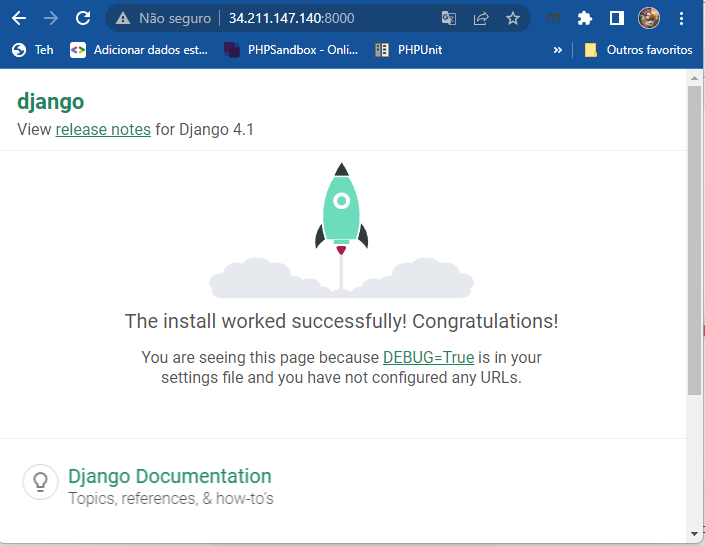 Não seguro | 34.211.147.140:8000
Teh Adicionar dados est... PHPSandbox - Onli... PHPUnit » Outros favoritos
django
View release notes for Django 4.1
The install worked successfully! Congratulations!
You are seeing this page because DEBUG=True is in your
settings file and you have not configured any URLs.
Django Documentation
Topics, references, & how-to's